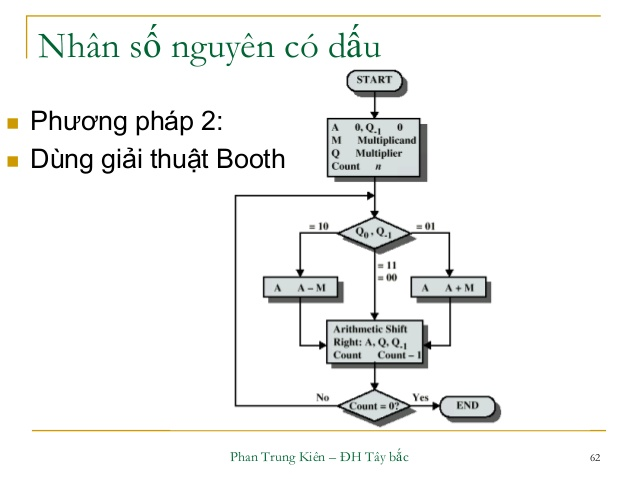 Nhân số nguyên có dấu
Phương pháp 2:
Dùng giải thuật Booth
START
A 0, Q-1 0
M Multiplicand
Q Multiplier
Count n
= 10
Q0, Q-1
= 01
= 11
= 00
A A – M
A A + M
Arithmetic Shift
Right: A, Q, Q-1
Count Count – 1
No
Count = 0?
Yes
END
Phan Trung Kiên – ĐH Tây bắc
62